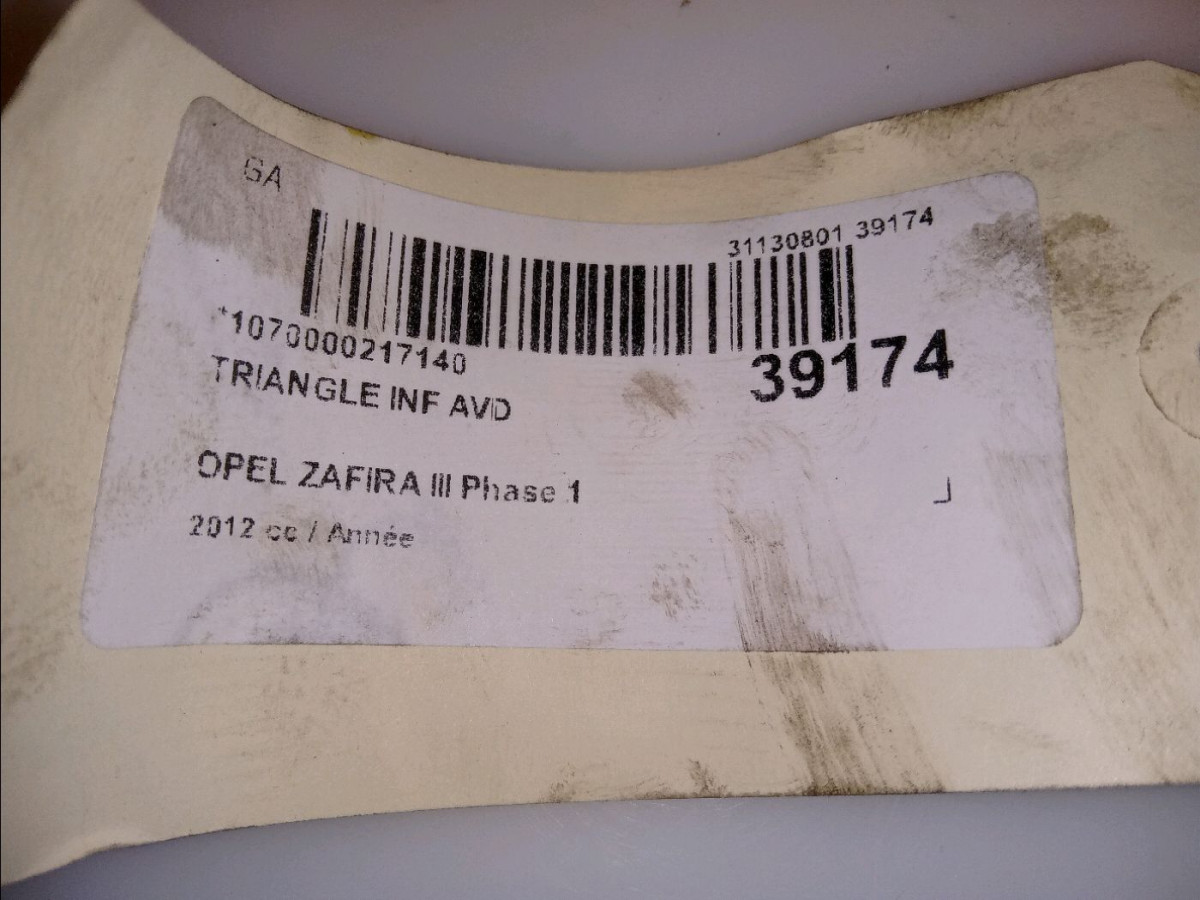 GA
31130801 39174
*1070000217140
39174
TRIANGLE INF AVD
OPEL ZAFIRA III Phase 1
2012 cc / Année